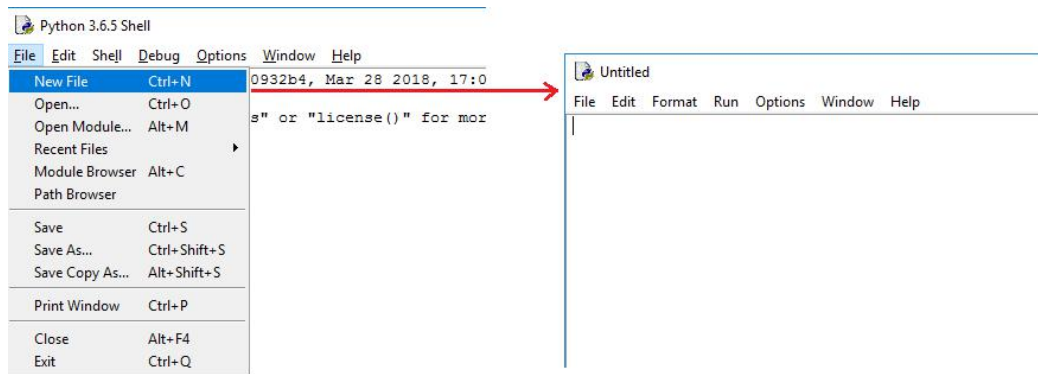 Python 3.6.5 Shell
File Edit Shell Debug Options Window Help
New File Ctrl+N
0932b4, Mar 28 2018, 17:0
Open... Ctrl+O
Open Module... Alt+M
s" or "license()" for mor
Recent Files
Module Browser Alt+C
Path Browser
Save Ctrl+S
Save As... Ctrl+Shift+S
Save Copy As... Alt+Shift+S
Print Window Ctrl+P
Close Alt+F4
Exit Ctrl+Q
Untitled
File Edit Format Run Options Window Help